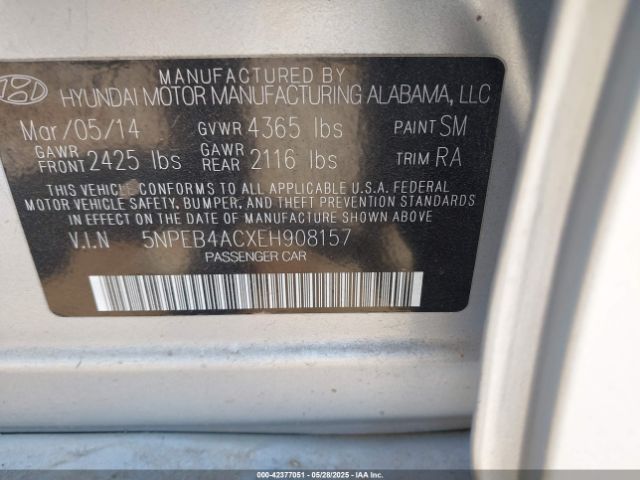 MANUFACTURED BY
HYUNDAI MOTOR MANUFACTURING ALABAMA, LLC
Mar/05/14 GVWR 4365 lbs PAINT SM
GAWR FRONT 2425 lbs GAWR REAR 2116 lbs TRIM RA
THIS VEHICLE CONFORMS TO ALL APPLICABLE U.S.A. FEDERAL
MOTOR VEHICLE SAFETY, BUMPER, AND THEFT PREVENTION STANDARDS
IN EFFECT ON THE DATE OF MANUFACTURE SHOWN ABOVE.
V.I.N 5NPEB4ACXEH908157
PASSENGER CAR
000-42377051 - 05/28/2025 - IAAI.com